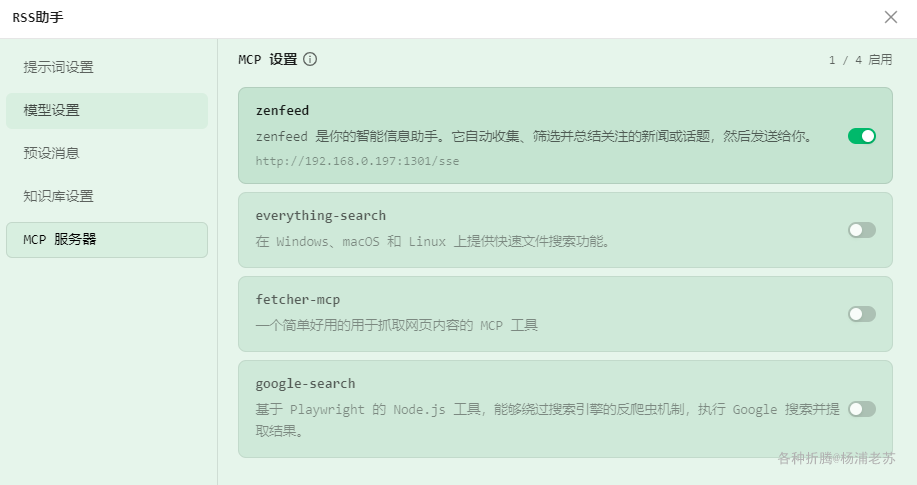 RSS助手
提示词设置
模型设置
预设消息
知识库设置
MCP 服务器
MCP 设置
1 / 4 启用
zenfeed
zenfeed 是你的智能信息助手。它自动收集、筛选并总结关注的新闻或话题，然后发送给你。
http://192.168.0.197:1301/sse
everything-search
在 Windows、macOS 和 Linux 上提供快速文件搜索功能。
fetcher-mcp
一个简单好用的用于抓取网页内容的 MCP 工具
google-search
基于 Playwright 的 Node.js 工具，能够绕过搜索引擎的反爬虫机制，执行 Google 搜索并提
取结果。
各种折腾@杨浦老苏